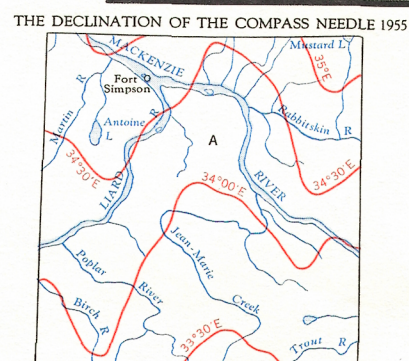 THE DECLINATION OF THE COMPASS NEEDLE 1955
MACKENZIE
Mustard L
35°E
Fort
Simpson
R
Martin
R
Antoine
L
A
Rabbitskin R
34°30'E
LIARD
34°00'E
RIVER
34°30'E
Jean-Marie
Creek
Poplar
River
Birch R
33°30'E
Trout R